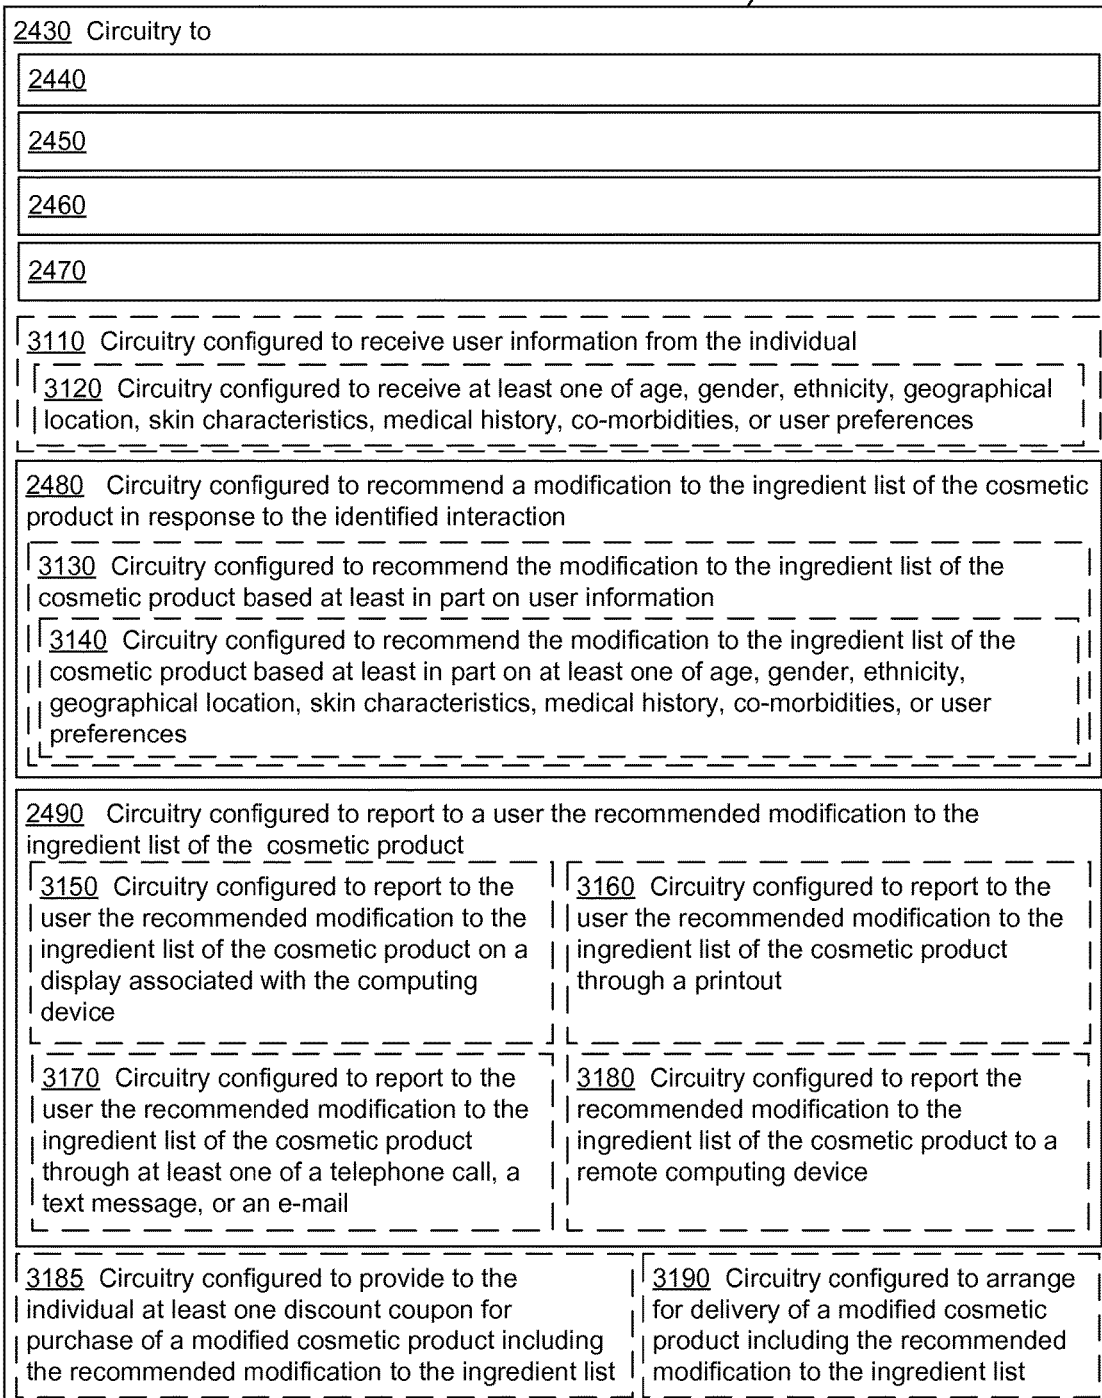 2430 Circuitry to
2440
2450
2460
2470
3110 Circuitry configured to receive user information from the individual
3120 Circuitry configured to receive at least one of age, gender, ethnicity, geographical
location, skin characteristics, medical history, co-morbidities, or user preferences
2480 Circuitry configured to recommend a modification to the ingredient list of the cosmetic
product in response to the identified interaction
3130 Circuitry configured to recommend the modification to the ingredient list of the
cosmetic product based at least in part on user information
3140 Circuitry configured to recommend the modification to the ingredient list of the
cosmetic product based at least in part on at least one of age, gender, ethnicity,
geographical location, skin characteristics, medical history, co-morbidities, or user
preferences
2490 Circuitry configured to report to a user the recommended modification to the
ingredient list of the cosmetic product
3150 Circuitry configured to report to the
user the recommended modification to the
ingredient list of the cosmetic product on a
display associated with the computing
device
3160 Circuitry configured to report to the
user the recommended modification to the
ingredient list of the cosmetic product
through a printout
3170 Circuitry configured to report to the
user the recommended modification to the
ingredient list of the cosmetic product
through at least one of a telephone call, a
text message, or an e-mail
3180 Circuitry configured to report the
recommended modification to the
ingredient list of the cosmetic product to a
remote computing device
3185 Circuitry configured to provide to the
individual at least one discount coupon for
purchase of a modified cosmetic product including
the recommended modification to the ingredient list
3190 Circuitry configured to arrange
for delivery of a modified cosmetic
product including the recommended
modification to the ingredient list